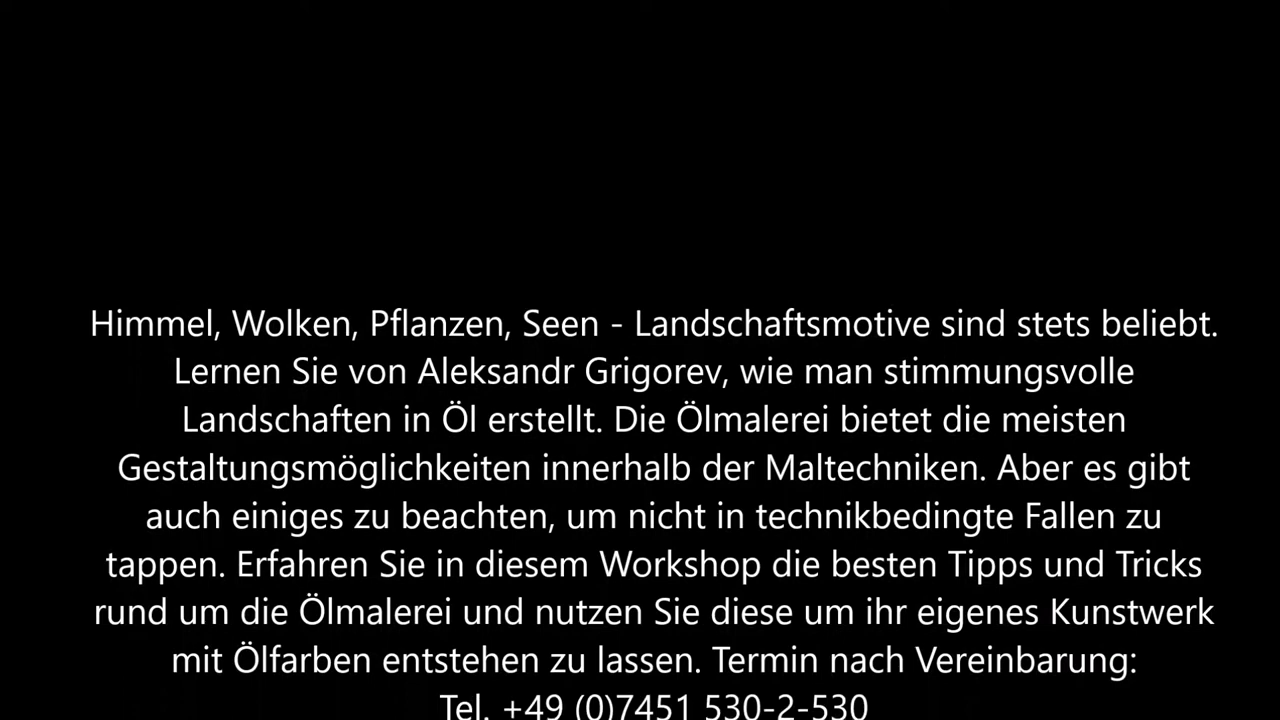 Himmel, Wolken, Pflanzen, Seen - Landschaftsmotive sind stets beliebt.
Lernen Sie von Aleksandr Grigorev, wie man stimmungsvolle
Landschaften in Öl erstellt. Die Ölmalerei bietet die meisten
Gestaltungsmöglichkeiten innerhalb der Maltechniken. Aber es gibt
auch einiges zu beachten, um nicht in technikbedingte Fallen zu
tappen. Erfahren Sie in diesem Workshop die besten Tipps und Tricks
rund um die Ölmalerei und nutzen Sie diese um ihr eigenes Kunstwerk
mit Ölfarben entstehen zu lassen. Termin nach Vereinbarung:
Tel. +49 (0)7451 530-2-530